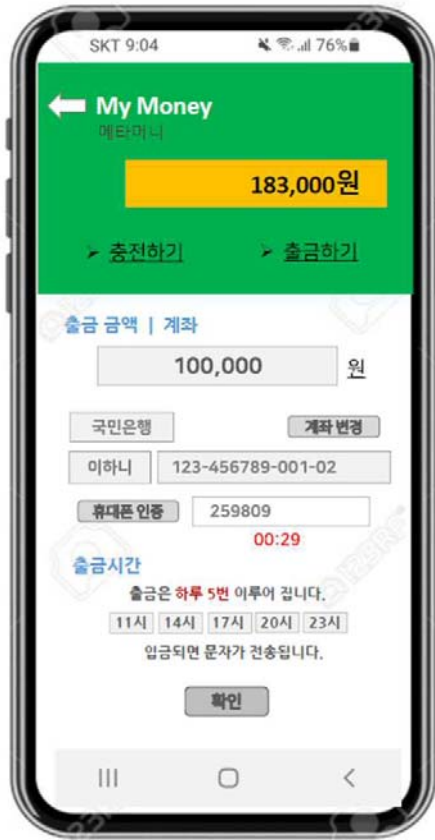 SKT 9:04 76%
My Money
메타머니
183,000원
➢ 충전하기 ➢ 출금하기
출금 금액 | 계좌
100,000 원
국민은행 계좌 변경
이하니 123-456789-001-02
휴대폰 인증 259809
00:29
출금시간
출금은 하루 5번 이루어 집니다.
11시 14시 17시 20시 23시
입금되면 문자가 전송됩니다.
확인
123RF